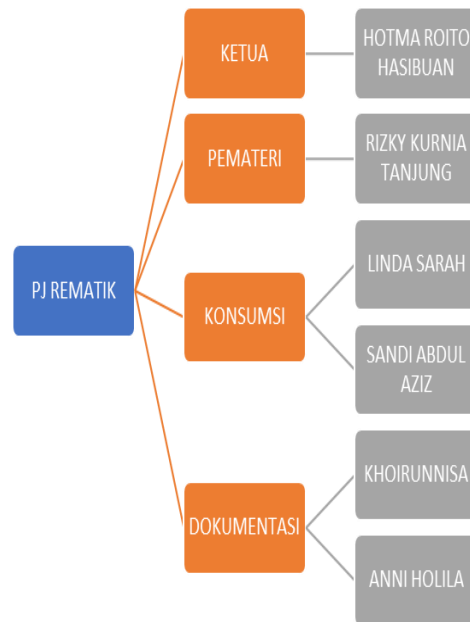 PJ REMATIK
KETUA
HOTMA ROITO
HASIBUAN
PEMATERI
RIZKY KURNIA
TANJUNG
KONSUMSI
LINDA SARAH
SANDI ABDUL
AZIZ
DOKUMENTASI
KHOIRUNNISA
ANNI HOLILA